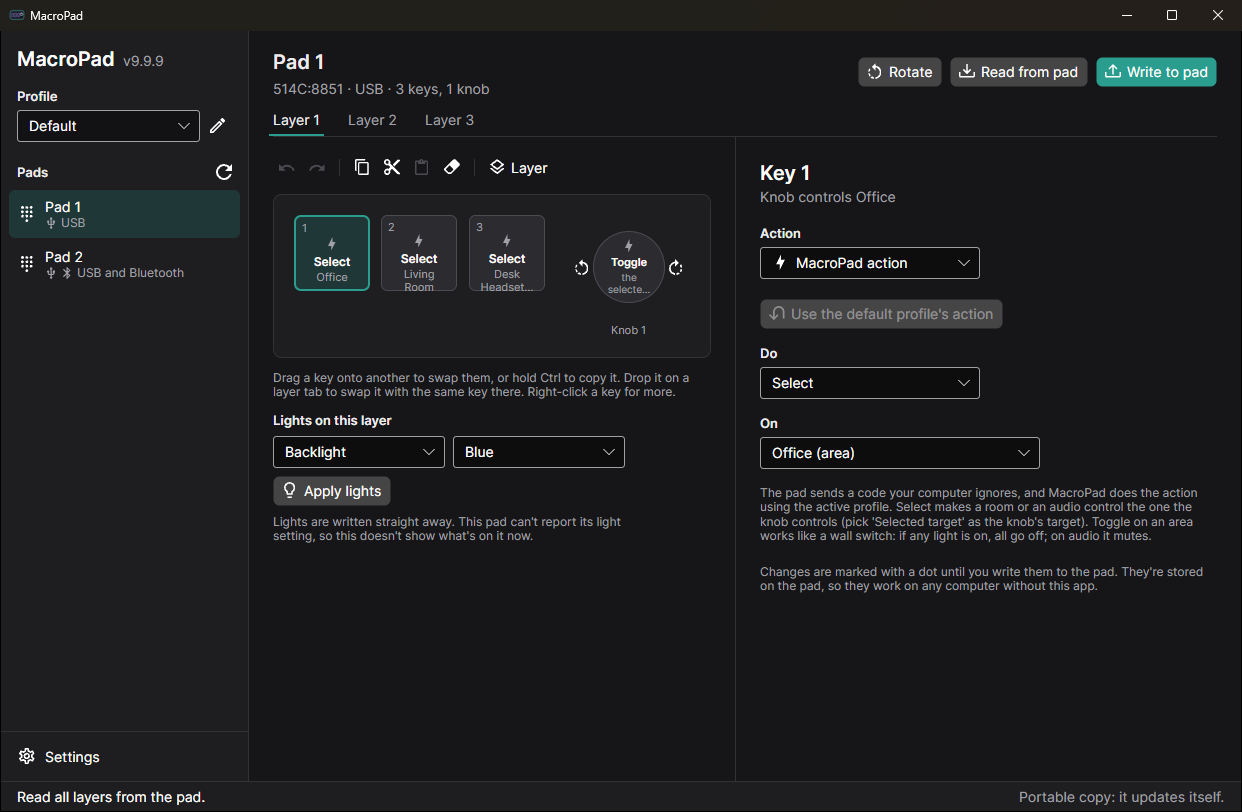 MacroPad
MacroPad v9.9.9
Profile
Default
Pads
Pad 1
USB
Pad 2
USB and Bluetooth
Settings
Pad 1
514C:8851 · USB · 3 keys, 1 knob
Rotate
Read from pad
Write to pad
Layer 1
Layer 2
Layer 3
Layer
1
Select
Office
2
Select
Living
Room
3
Select
Desk
Headset...
Toggle
the
selecte...
Knob 1
Drag a key onto another to swap them, or hold Ctrl to copy it. Drop it on a
layer tab to swap it with the same key there. Right-click a key for more.
Lights on this layer
Backlight
Blue
Apply lights
Lights are written straight away. This pad can't report its light
setting, so this doesn't show what's on it now.
Key 1
Knob controls Office
Action
MacroPad action
Use the default profile's action
Do
Select
On
Office (area)
The pad sends a code your computer ignores, and MacroPad does the action
using the active profile. Select makes a room or an audio control the one the
knob controls (pick 'Selected target' as the knob's target). Toggle on an area
works like a wall switch: if any light is on, all go off; on audio it mutes.
Changes are marked with a dot until you write them to the pad. They're stored
on the pad, so they work on any computer without this app.
Read all layers from the pad.
Portable copy: it updates itself.